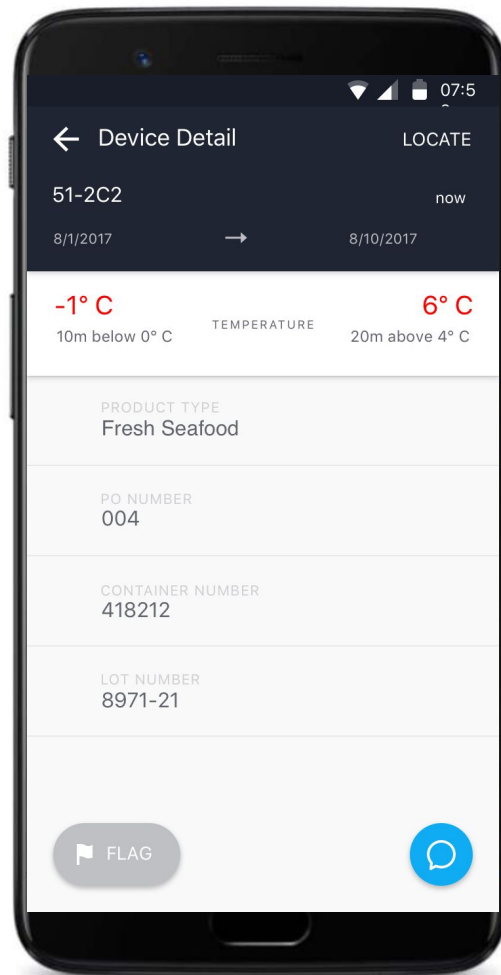 07:5
Device Detail LOCATE
51-2C2 now
8/1/2017 → 8/10/2017
-1° C TEMPERATURE 6° C
10m below 0° C 20m above 4° C
PRODUCT TYPE
Fresh Seafood
PO NUMBER
004
CONTAINER NUMBER
418212
LOT NUMBER
8971-21
FLAG